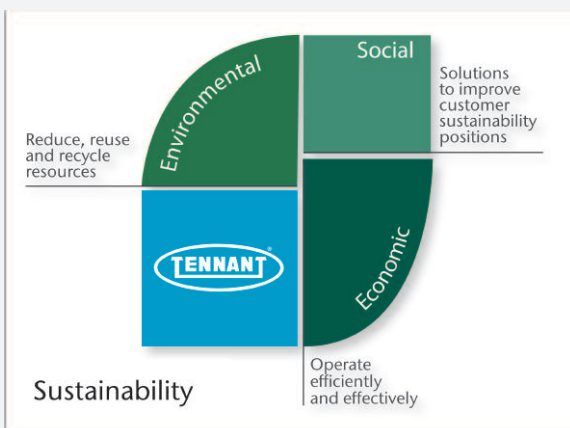 Environmental
Social
Solutions
to improve
customer
sustainability
positions
Reduce, reuse
and recycle
resources
TENNANT®
Economic
Operate
efficiently
and effectively
Sustainability